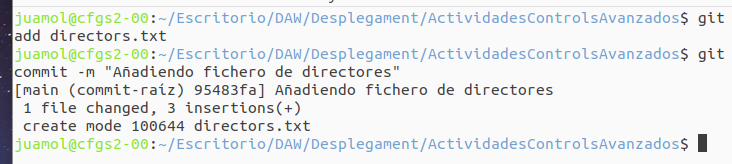 juamol@cfgs2-00:~/Escritorio/DAW/Desplegament/ActividadesControlsAvanzados$ git
add directors.txt
juamol@cfgs2-00:~/Escritorio/DAW/Desplegament/ActividadesControlsAvanzados$ git
commit -m "Añadiendo fichero de directores"
[main (commit-raíz) 95483fa] Añadiendo fichero de directores
 1 file changed, 3 insertions(+)
 create mode 100644 directors.txt
juamol@cfgs2-00:~/Escritorio/DAW/Desplegament/ActividadesControlsAvanzados$